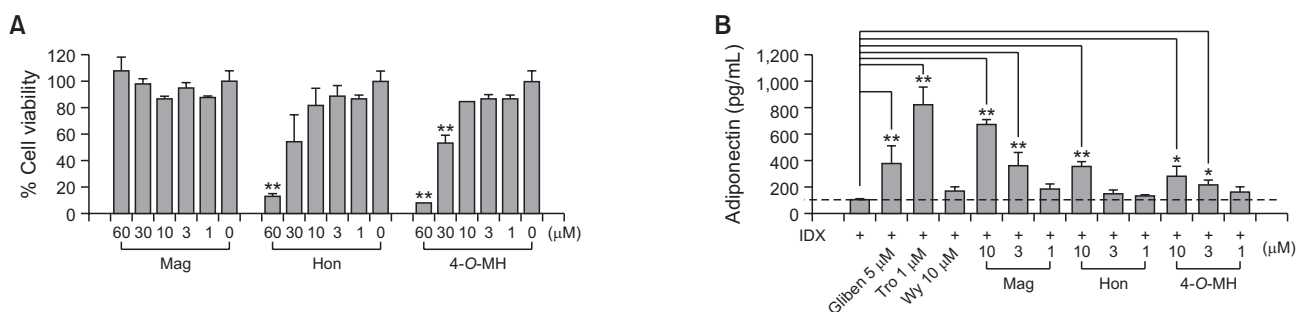 A
% Cell viability
120
100
80
60
40
20
0
**
**
**
60 30 10 3 1 0 60 30 10 3 1 0 60 30 10 3 1 0 (μM)
Mag Hon 4-O-MH
B
Adiponectin (pg/mL)
1,200
1,000
800
600
400
200
0
**
**
**
**
**
*
*
IDX + + + + + + + + + + + + +
Gliben 5 μM Tro 1 μM Wy 10 μM 10 3 1 10 3 1 10 3 1 (μM)
Mag Hon 4-O-MH